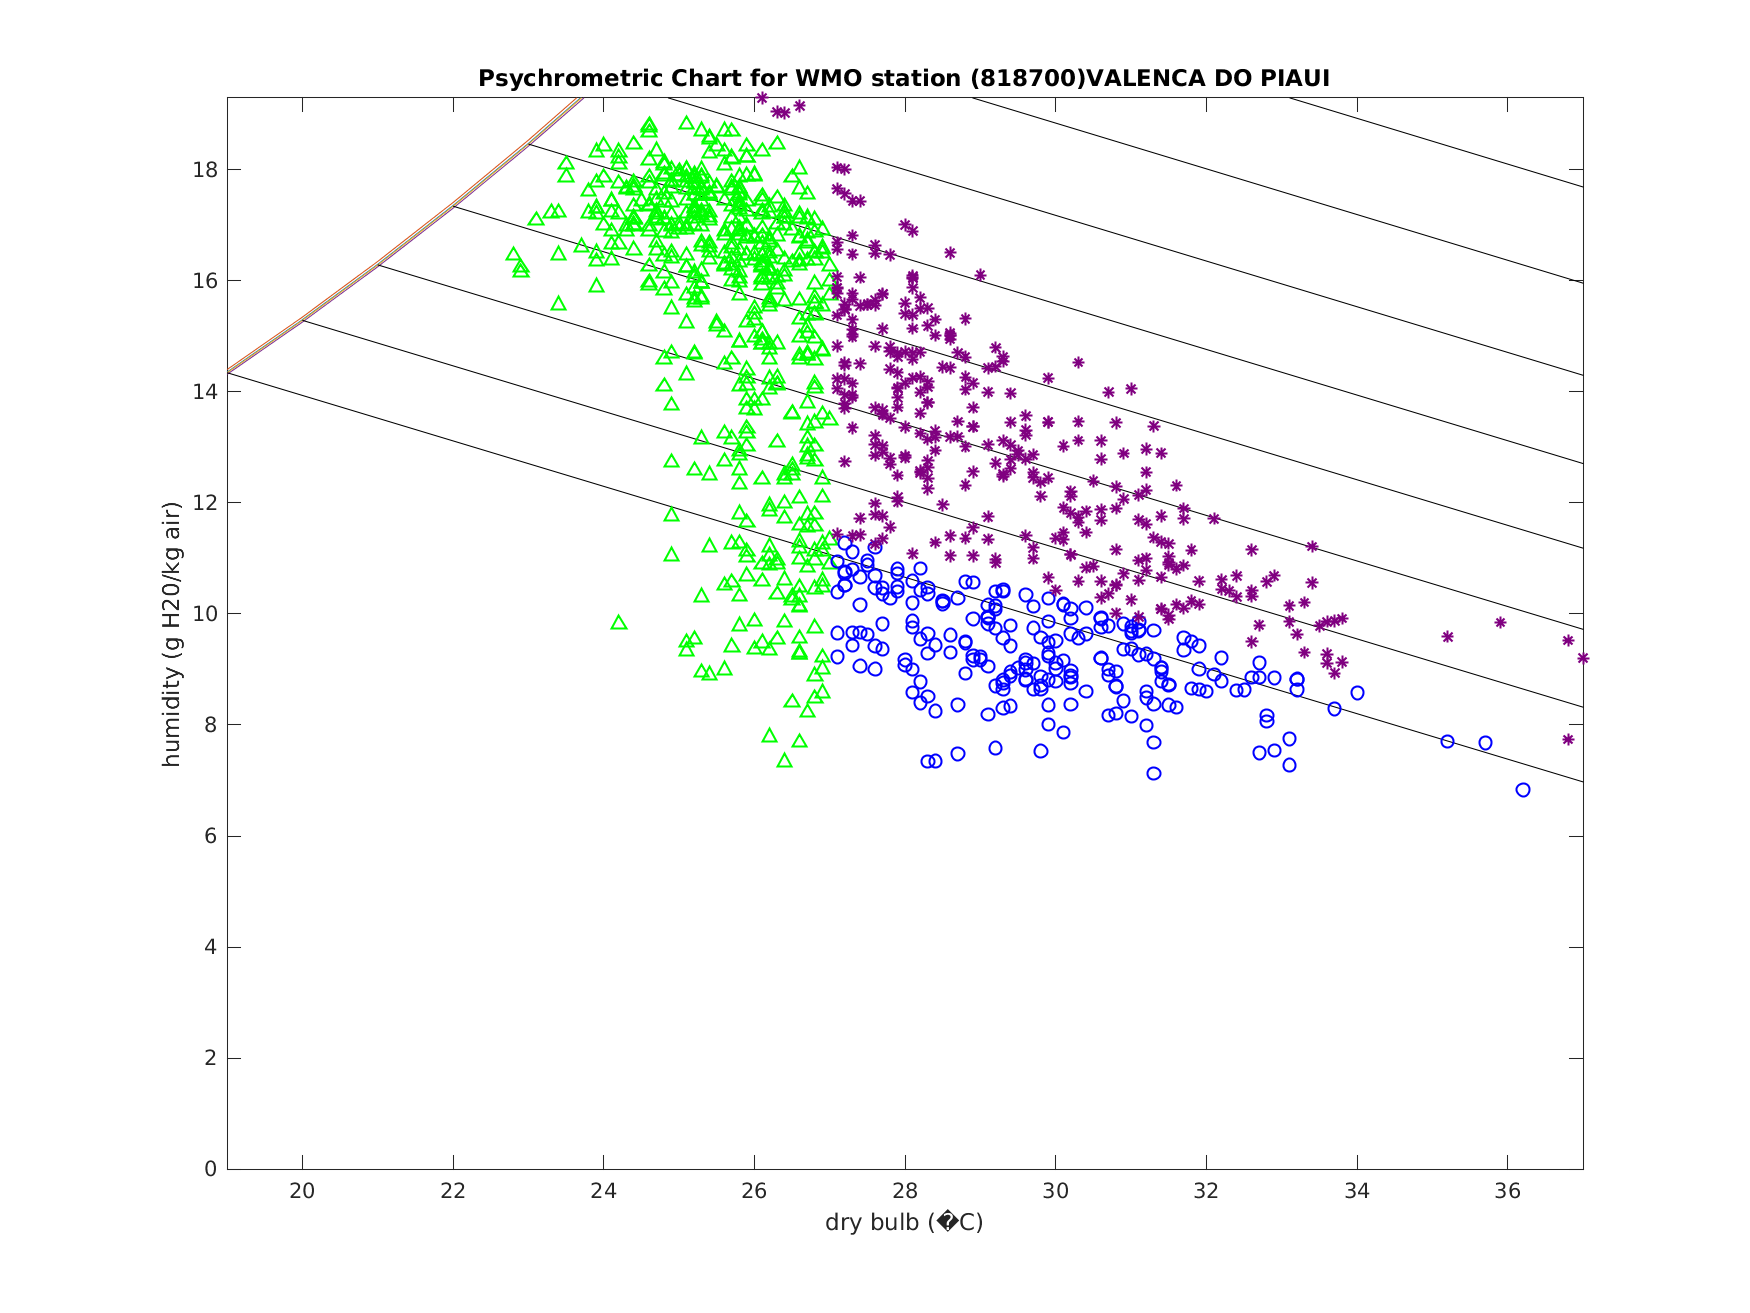 Psychrometric Chart for WMO station (818700)VALENCA DO PIAUI
humidity (g H20/kg air)
18
16
14
12
10
8
6
4
2
0
20 22 24 26 28 30 32 34 36
dry bulb (�C)